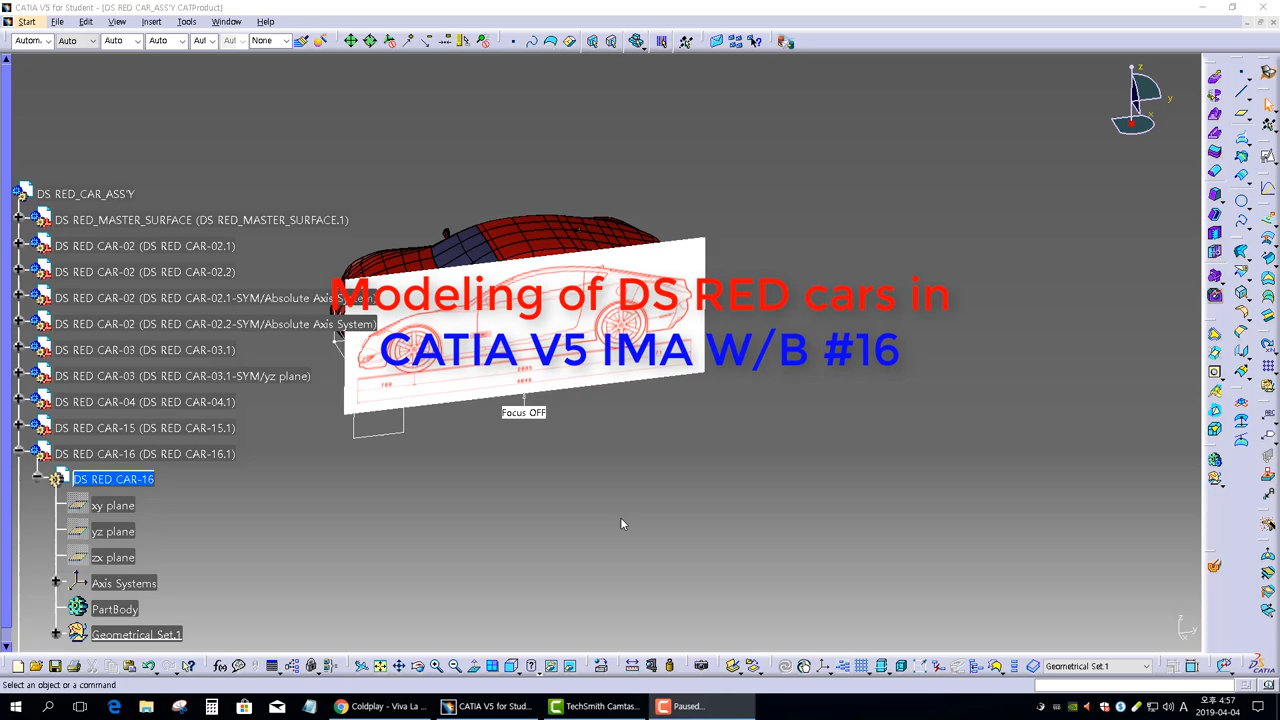 CATIA V5 for Student - [DS RED CAR_ASS'Y.CATProduct]
Start File Edit View Insert Tools Window Help
Autom. Auto Auto Auto Aut Aut None
z
y
x
DS RED_CAR_ASS'Y
DS RED_MASTER_SURFACE (DS RED_MASTER_SURFACE.1)
DS RED CAR-02 (DS RED CAR-02.1)
DS RED CAR-02 (DS RED CAR-02.2)
DS RED CAR-02 (DS RED CAR-02.1-SYM/Absolute Axis System)
DS RED CAR-02 (DS RED CAR-02.2-SYM/Absolute Axis System)
DS RED CAR-03 (DS RED CAR-03.1)
DS RED CAR-03 (DS RED CAR-03.1-SYM/yz plane)
DS RED CAR-04 (DS RED CAR-04.1)
DS RED CAR-15 (DS RED CAR-15.1)
DS RED CAR-16 (DS RED CAR-16.1)
DS RED CAR-16
xy plane
yz plane
zx plane
Axis Systems
PartBody
Geometrical Set.1
Modeling of DS RED cars in
CATIA V5 IMA W/B #16
Focus OFF
z
y
x
Geometrical Set.1
CATIA
Select an object or a command
Coldplay - Viva La ...
CATIA V5 for Stud...
TechSmith Camtas...
Paused...
A
오후 4:57
2019-04-04